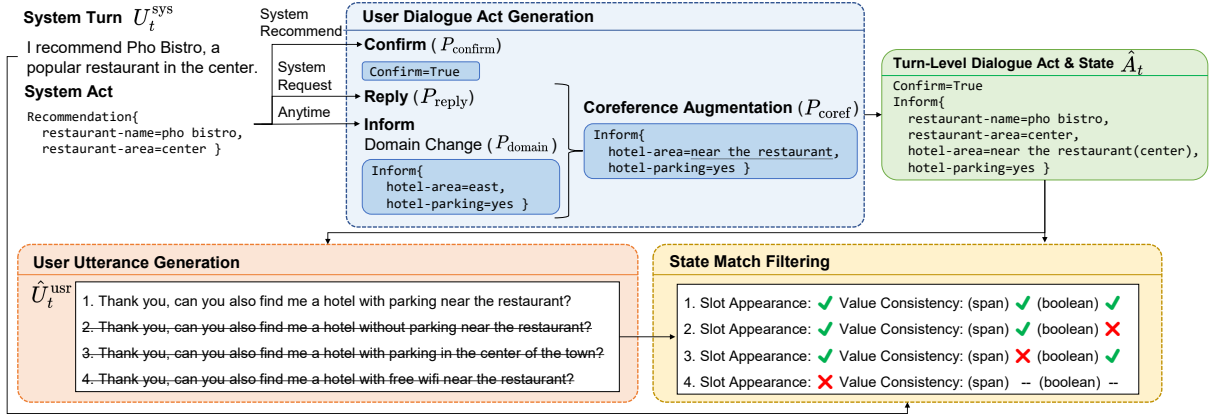 System Turn U_t^sys
I recommend Pho Bistro, a
popular restaurant in the center.
System Act
Recommendation{
restaurant-name=pho bistro,
restaurant-area=center }
System
Recommend
System
Request
Anytime
User Dialogue Act Generation
Confirm (P_confirm)
Confirm=True
Reply (P_reply)
Inform
Domain Change (P_domain)
Inform{
hotel-area=east,
hotel-parking=yes }
Coreference Augmentation (P_coref)
Inform{
hotel-area=near the restaurant,
hotel-parking=yes }
Turn-Level Dialogue Act & State Â_t
Confirm=True
Inform{
restaurant-name=pho bistro,
restaurant-area=center,
hotel-area=near the restaurant(center),
hotel-parking=yes }
User Utterance Generation
Û_t^usr
1. Thank you, can you also find me a hotel with parking near the restaurant?
2. Thank you, can you also find me a hotel without parking near the restaurant?
3. Thank you, can you also find me a hotel with parking in the center of the town?
4. Thank you, can you also find me a hotel with free wifi near the restaurant?
State Match Filtering
1. Slot Appearance: ✓ Value Consistency: (span) ✓ (boolean) ✓
2. Slot Appearance: ✓ Value Consistency: (span) ✓ (boolean) ✗
3. Slot Appearance: ✓ Value Consistency: (span) ✗ (boolean) ✓
4. Slot Appearance: ✗ Value Consistency: (span) -- (boolean) --